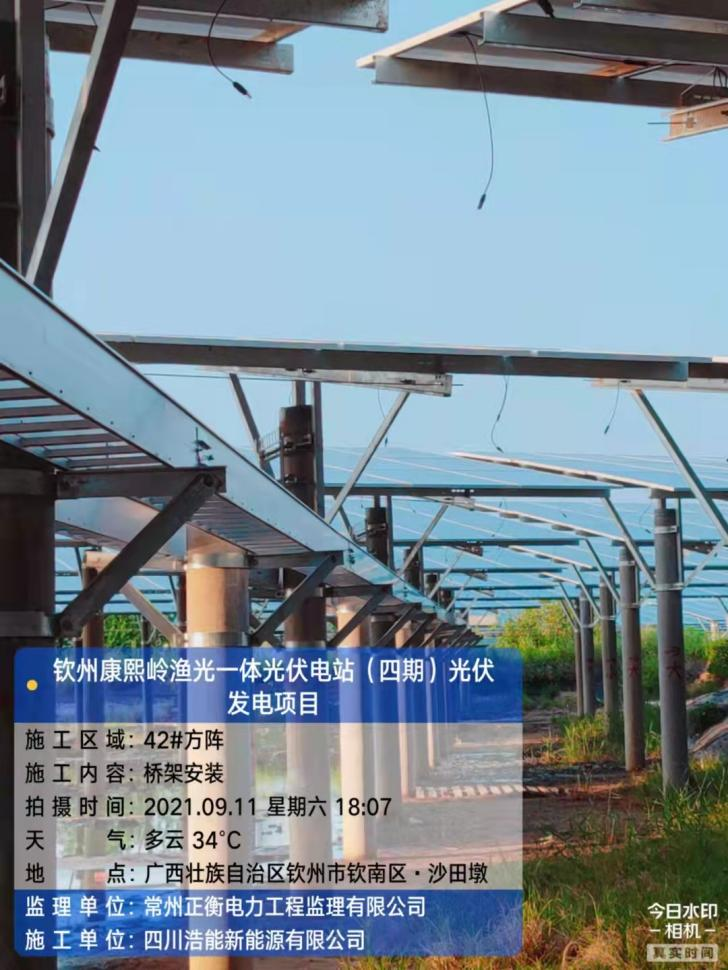 钦州康熙岭渔光一体光伏电站（四期）光伏
发电项目
施工区域：42#方阵
施工内容：桥架安装
拍摄时间：2021.09.11 星期六 18:07
天气：多云 34°C
地点：广西壮族自治区钦州市钦南区·沙田墩
监理单位：常州正衡电力工程监理有限公司
施工单位：四川浩能新能源有限公司
今日水印
相机
真实时间